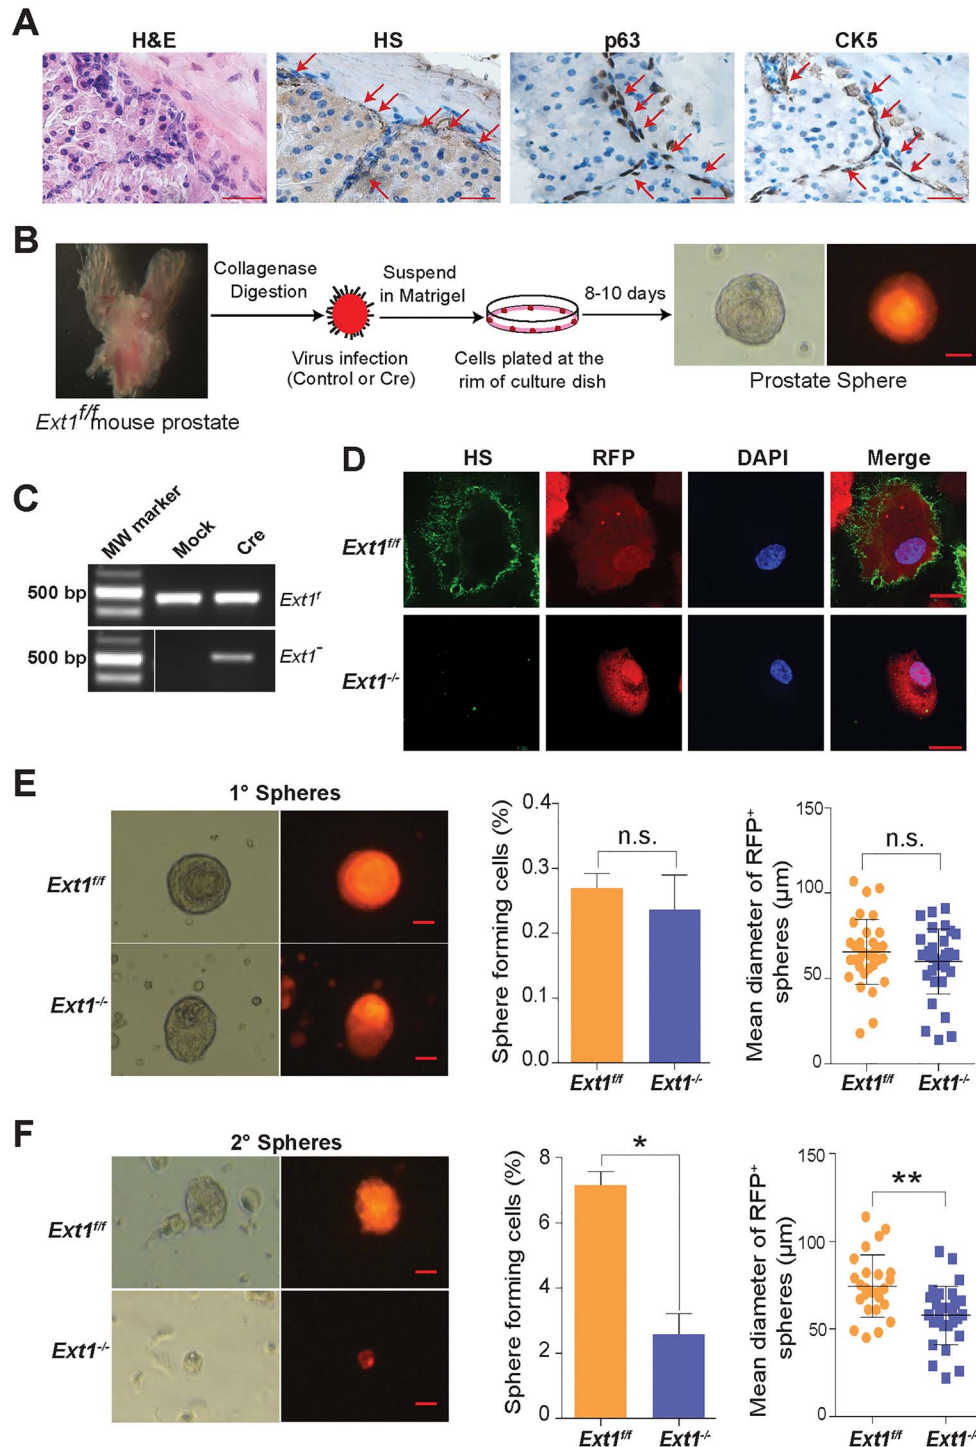 A
H&E HS p63 CK5
B
Collagenase
Digestion
Suspend
in Matrigel
8-10 days
Virus infection
(Control or Cre)
Cells plated at the
rim of culture dish
Prostate Sphere
Ext1f/f mouse prostate
C
MW marker Mock Cre
500 bp Ext1f
500 bp Ext1-
D
HS RFP DAPI Merge
Ext1f/f
Ext1-/-
E
1° Spheres
Ext1f/f
Ext1-/-
Sphere forming cells (%)
0.4
0.3
0.2
0.1
0.0
n.s.
Ext1f/f Ext1-/-
Mean diameter of RFP+
spheres (µm)
150
100
50
0
n.s.
Ext1f/f Ext1-/-
F
2° Spheres
Ext1f/f
Ext1-/-
Sphere forming cells (%)
8
6
4
2
0
*
Ext1f/f Ext1-/-
Mean diameter of RFP+
spheres (µm)
150
100
50
0
**
Ext1f/f Ext1-/-